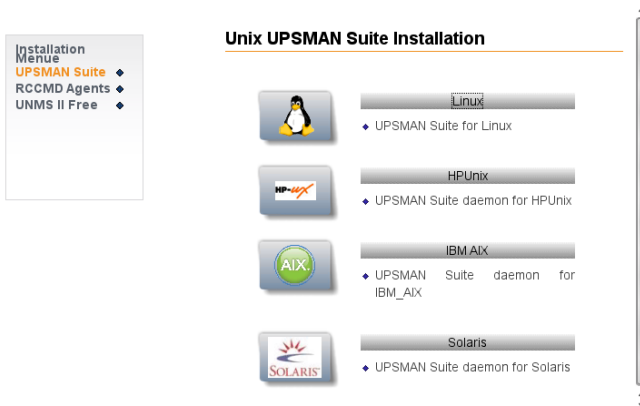 Unix UPSMAN Suite Installation
Installation
Menue
UPSMAN Suite
RCCMD Agents
UNMS II Free
Linux
UPSMAN Suite for Linux
HP-UX
HPUnix
UPSMAN Suite daemon for HPUnix
AIX.
IBM AIX
UPSMAN Suite daemon for
IBM_AIX
SOLARIS
Solaris
UPSMAN Suite daemon for Solaris